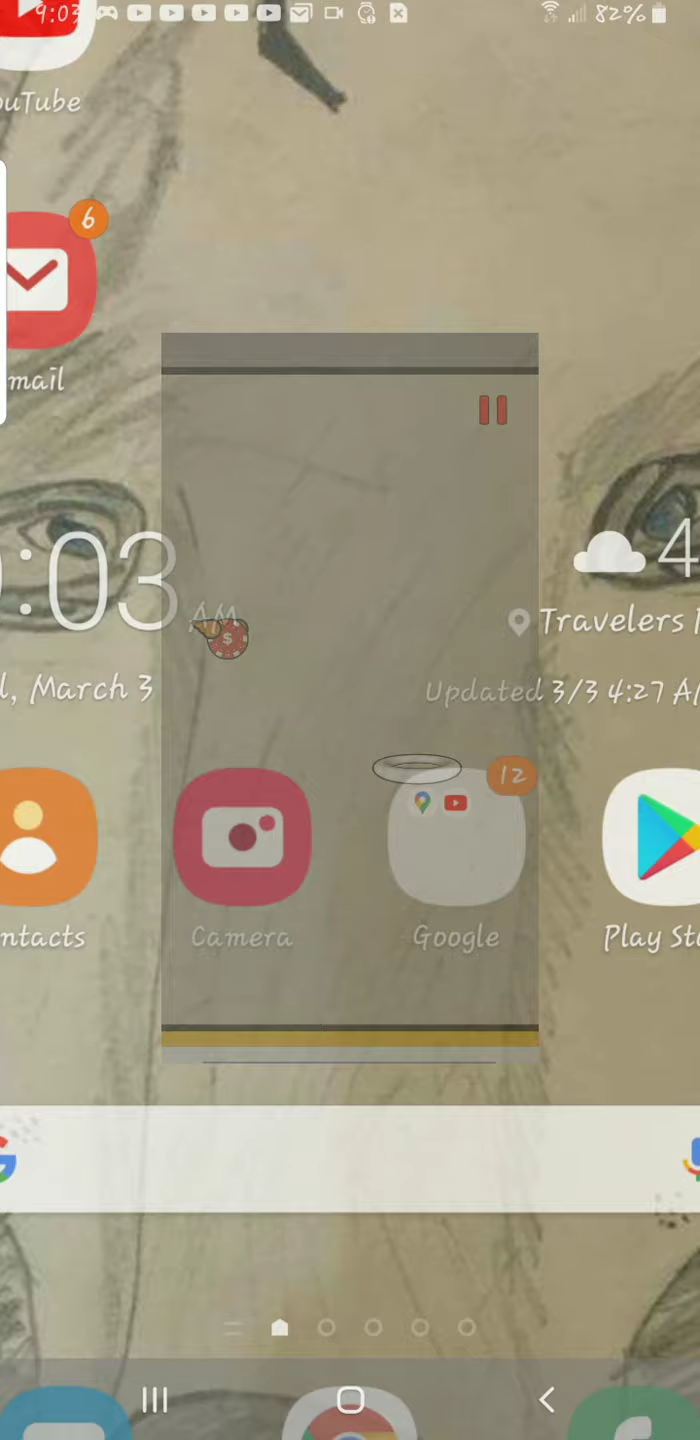 9:03
82%
ouTube
6
mail
:03
AM
4
Travelers
l, March 3
Updated 3/3 4:27 A
$
12
ntacts
Camera
Google
Play Sto